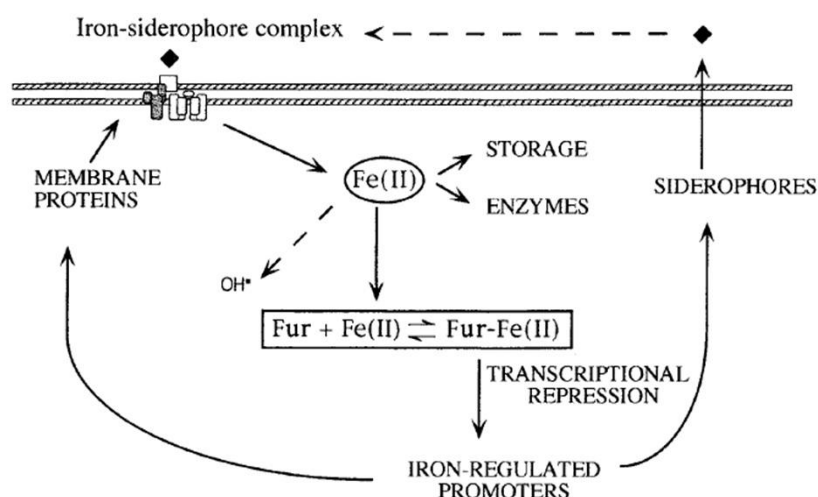 Iron-siderophore complex
MEMBRANE
PROTEINS
Fe(II)
STORAGE
ENZYMES
SIDEROPHORES
OH•
Fur + Fe(II) ⇌ Fur-Fe(II)
TRANSCRIPTIONAL
REPRESSION
IRON-REGULATED
PROMOTERS